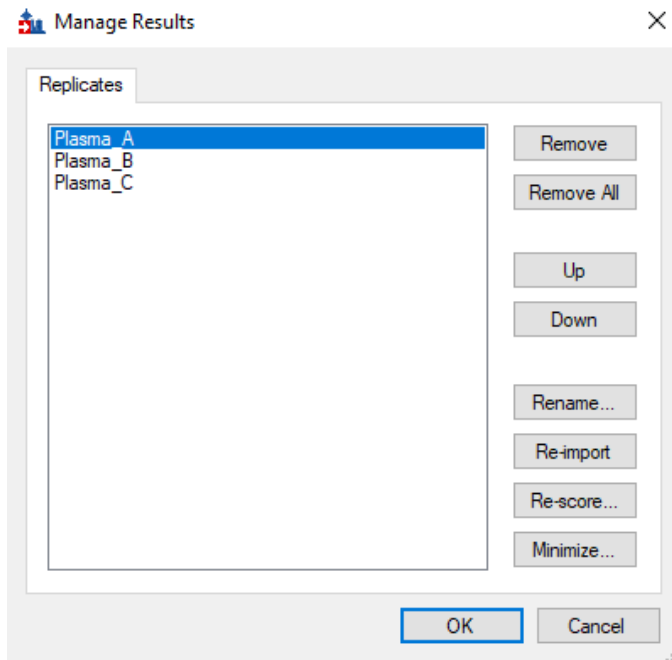 Manage Results
Replicates
Plasma_A
Plasma_B
Plasma_C
Remove
Remove All
Up
Down
Rename...
Re-import
Re-score...
Minimize...
OK
Cancel